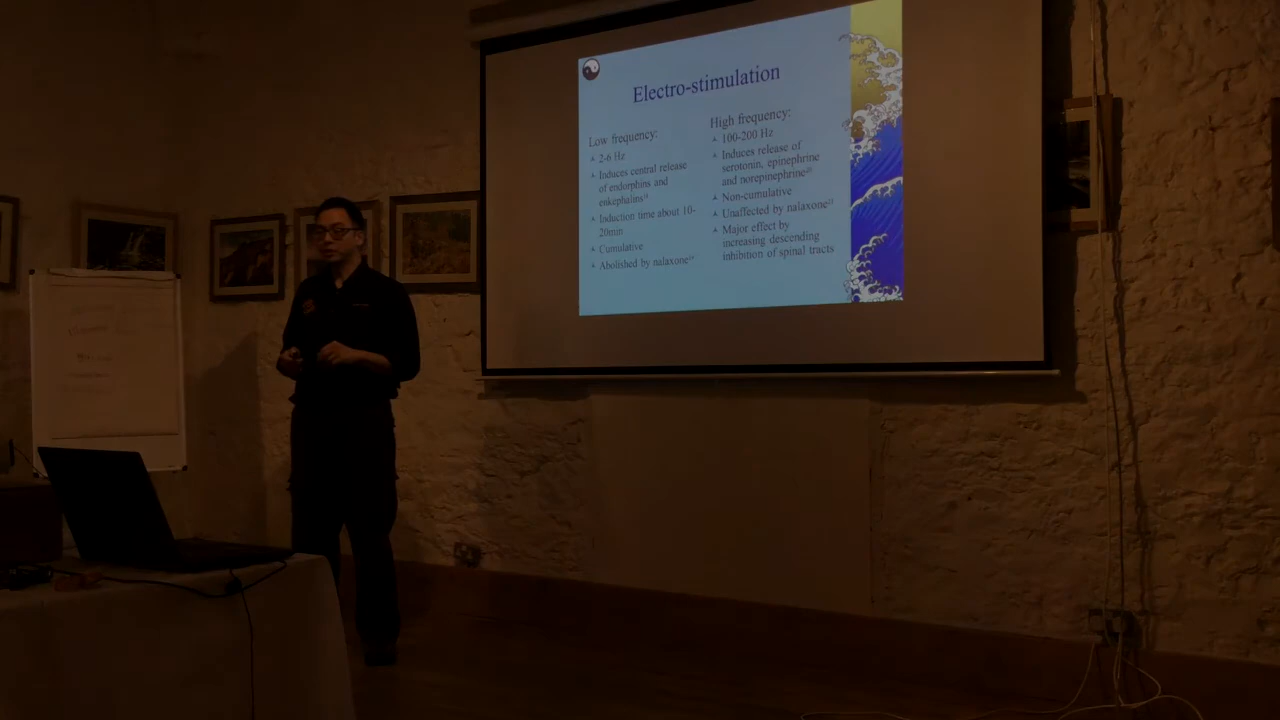 Electro-stimulation
Low frequency:
2-6 Hz
Induces central release
of endorphins and
enkephalins
Induction time about 10-
20min
Cumulative
Abolished by nalaxone
High frequency:
100-200 Hz
Induces release of
serotonin, epinephrine
and norepinephrine
Non-cumulative
Unaffected by nalaxone
Major effect by
increasing descending
inhibition of spinal tracts